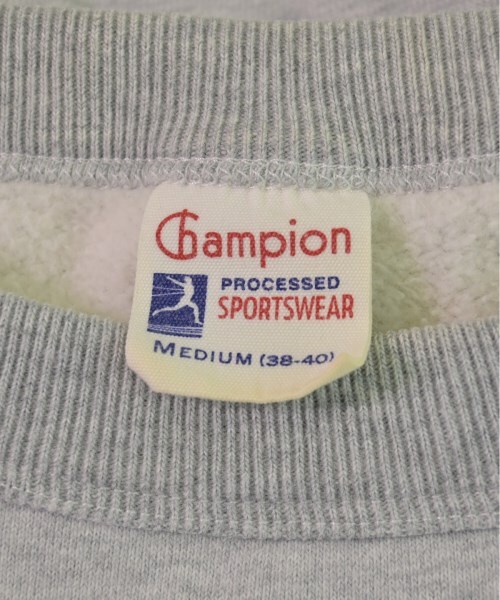 Champion
PROCESSED
SPORTSWEAR
MEDIUM (38-40)